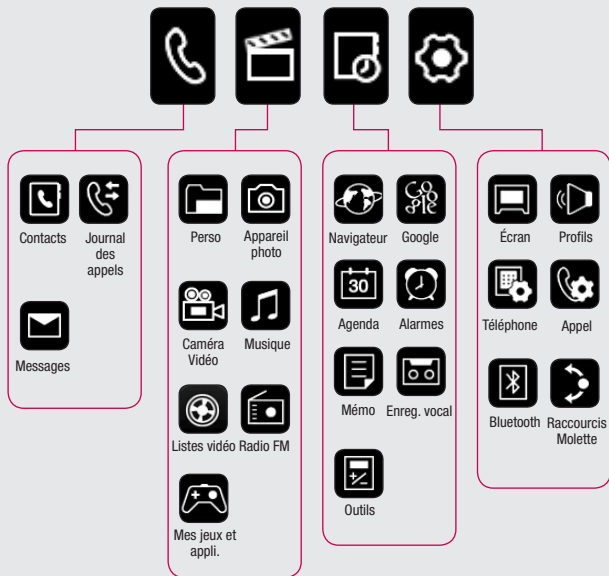 Contacts
Journal
des
appels
Messages
Perso
Appareil
photo
Caméra
Vidéo
Musique
Listes vidéo
Radio FM
Mes jeux et
appli.
Navigateur
Google
30
Agenda
Alarmes
Mémo
Enreg. vocal
Outils
Écran
Profils
Téléphone
Appel
Bluetooth
Raccourcis
Molette